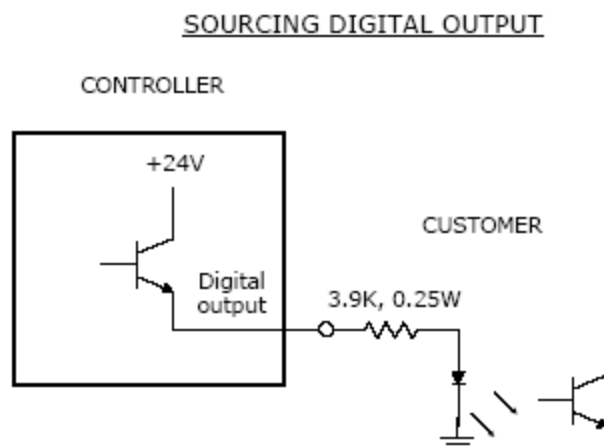 SOURCING DIGITAL OUTPUT
CONTROLLER
+24V
CUSTOMER
Digital
output
3.9K, 0.25W